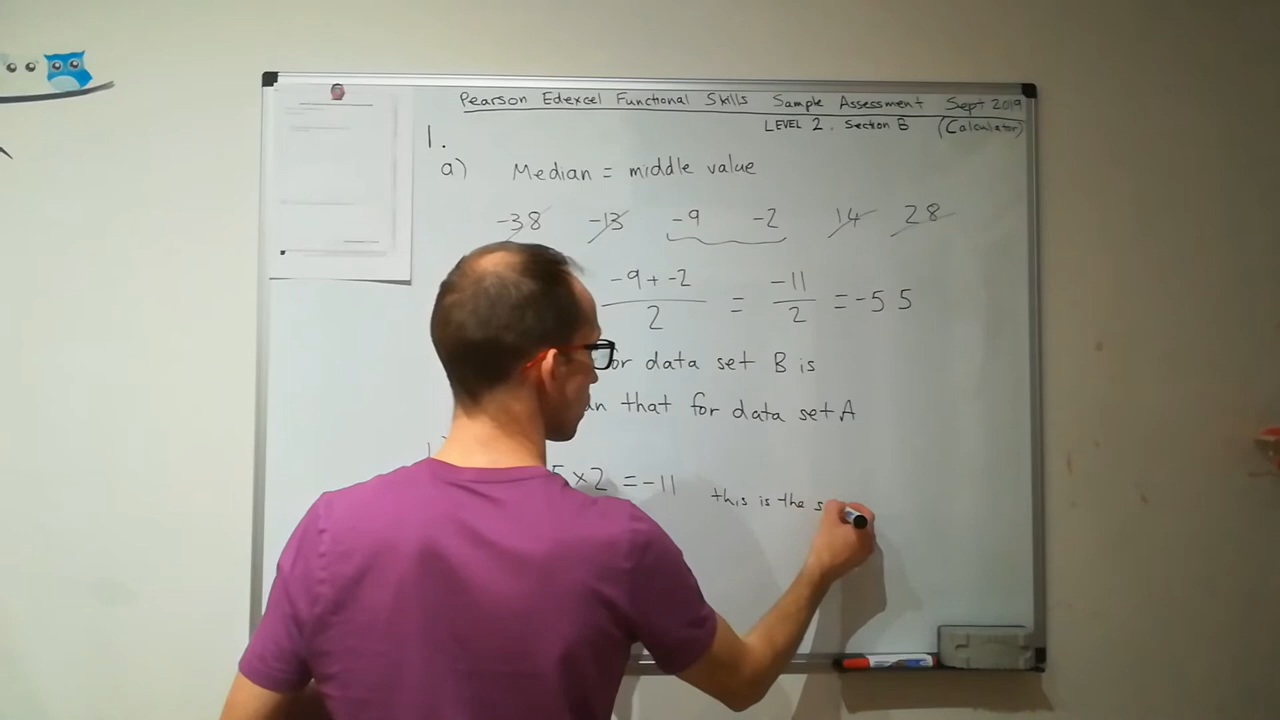 Pearson Edexcel Functional Skills Sample Assessment Sept 2019
LEVEL 2, Section B (Calculator)
1.
a) Median = middle value
-38 -13 -9 -2 14 28
-9 + -2 / 2 = -11 / 2 = -5 5
for data set B is
that for data set A
5 × 2 = -11 this is the s